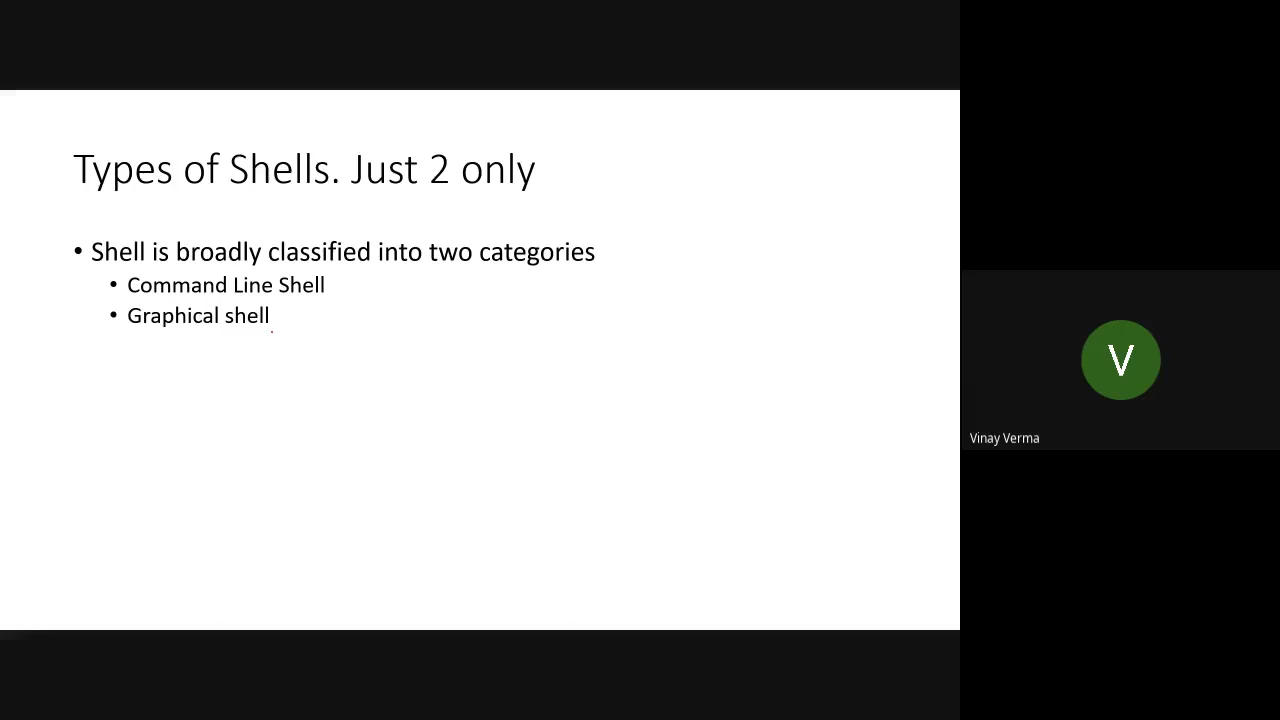 Types of Shells. Just 2 only
• Shell is broadly classified into two categories
• Command Line Shell
• Graphical shell
V
Vinay Verma